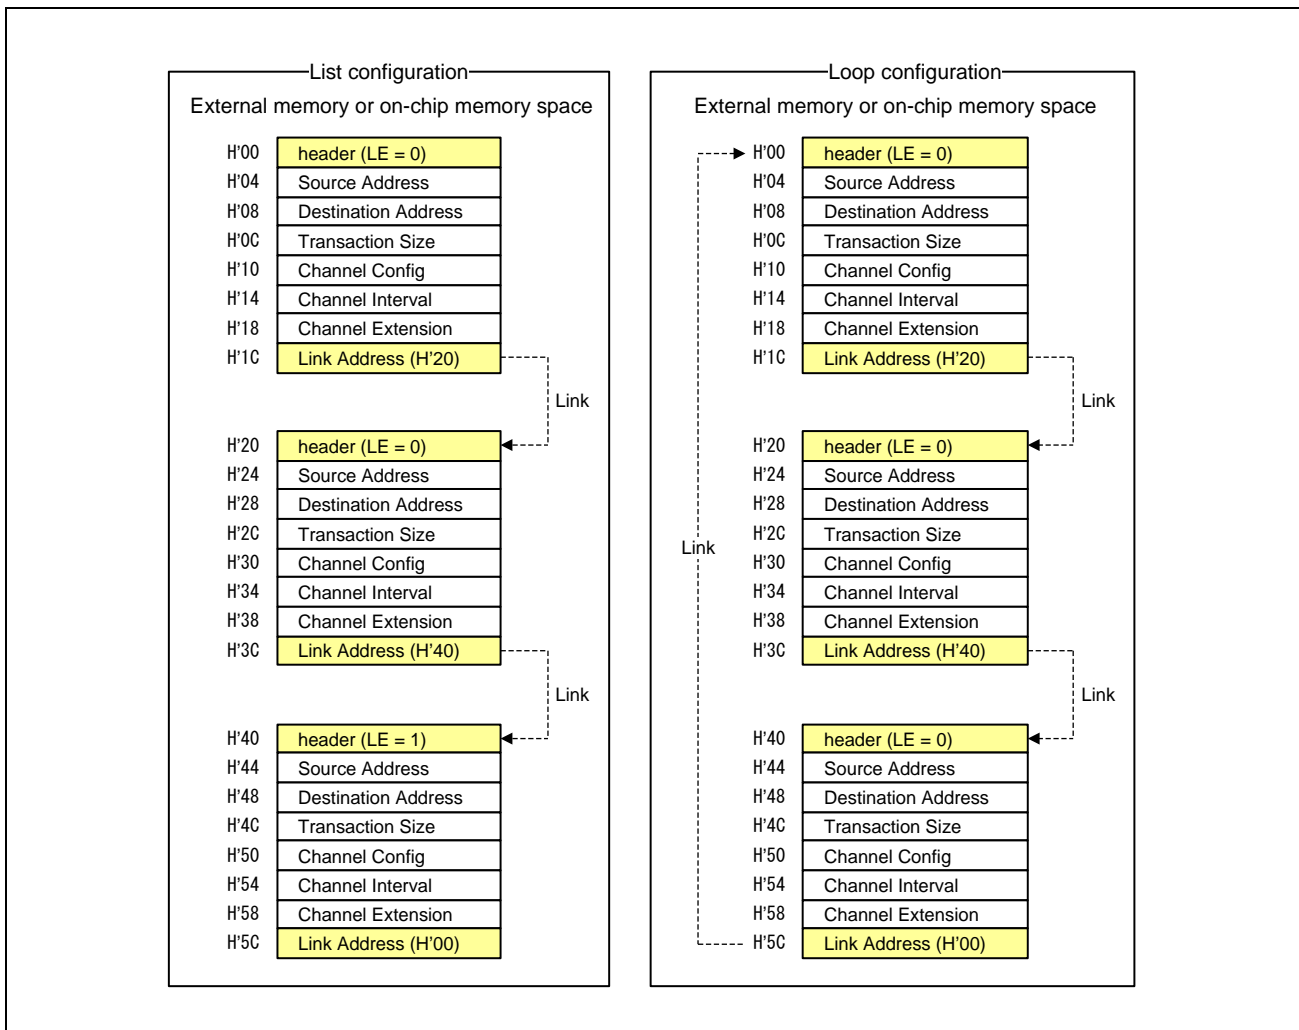 List configuration
External memory or on-chip memory space
H'00 header (LE = 0)
H'04 Source Address
H'08 Destination Address
H'0C Transaction Size
H'10 Channel Config
H'14 Channel Interval
H'18 Channel Extension
H'1C Link Address (H'20)
Link
H'20 header (LE = 0)
H'24 Source Address
H'28 Destination Address
H'2C Transaction Size
H'30 Channel Config
H'34 Channel Interval
H'38 Channel Extension
H'3C Link Address (H'40)
Link
H'40 header (LE = 1)
H'44 Source Address
H'48 Destination Address
H'4C Transaction Size
H'50 Channel Config
H'54 Channel Interval
H'58 Channel Extension
H'5C Link Address (H'00)
Loop configuration
External memory or on-chip memory space
H'00 header (LE = 0)
H'04 Source Address
H'08 Destination Address
H'0C Transaction Size
H'10 Channel Config
H'14 Channel Interval
H'18 Channel Extension
H'1C Link Address (H'20)
Link
H'20 header (LE = 0)
H'24 Source Address
H'28 Destination Address
H'2C Transaction Size
Link
H'30 Channel Config
H'34 Channel Interval
H'38 Channel Extension
H'3C Link Address (H'40)
Link
H'40 header (LE = 0)
H'44 Source Address
H'48 Destination Address
H'4C Transaction Size
H'50 Channel Config
H'54 Channel Interval
H'58 Channel Extension
H'5C Link Address (H'00)